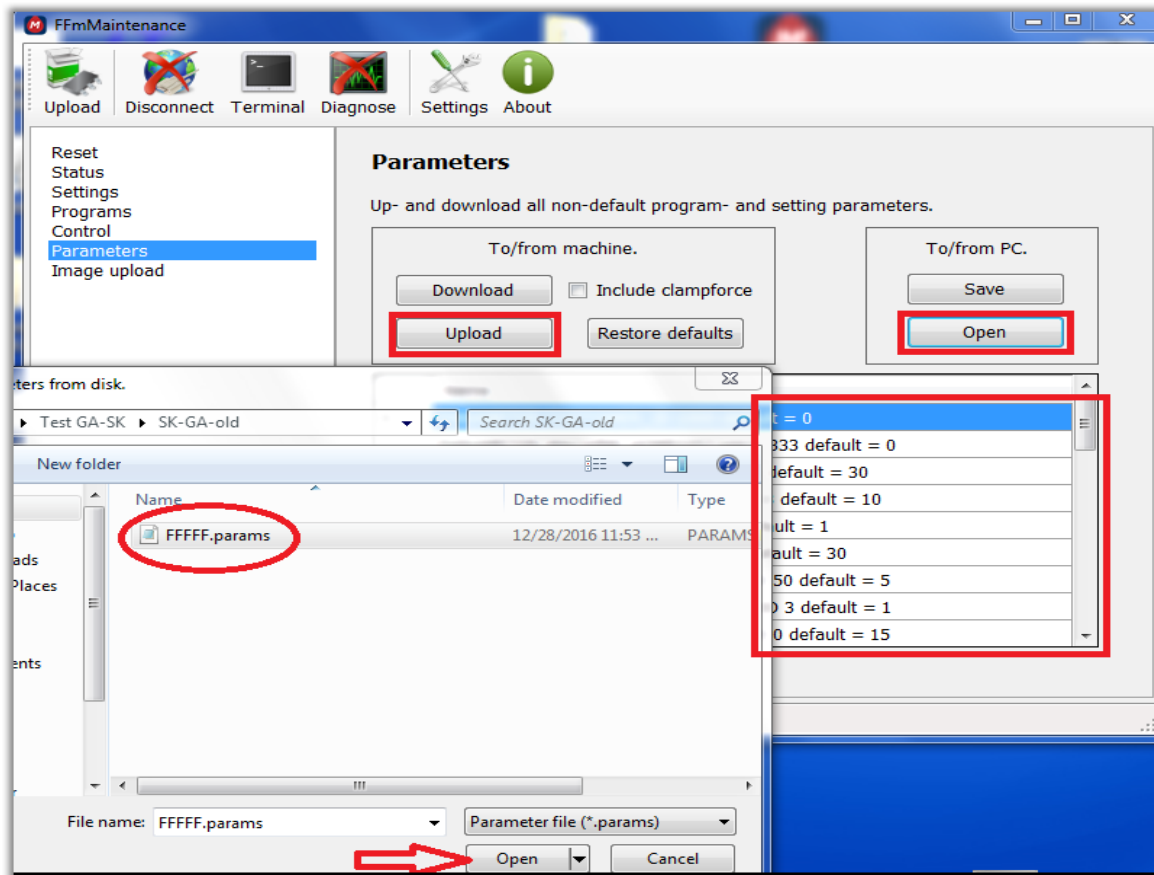 FFmMaintenance
Upload Disconnect Terminal Diagnose Settings About
Reset
Status
Settings
Programs
Control
Parameters
Image upload
Parameters
Up- and download all non-default program- and setting parameters.
To/from machine.
Download Include clampforce
Upload Restore defaults
To/from PC.
Save
Open
ters from disk.
Test GA-SK SK-GA-old Search SK-GA-old
New folder
Name Date modified Type
FFFFF.params 12/28/2016 11:53 ... PARAMS
ads
Places
ents
t = 0
333 default = 0
default = 30
default = 10
ult = 1
ault = 30
50 default = 5
3 default = 1
0 default = 15
File name: FFFFF.params Parameter file (*.params)
Open Cancel